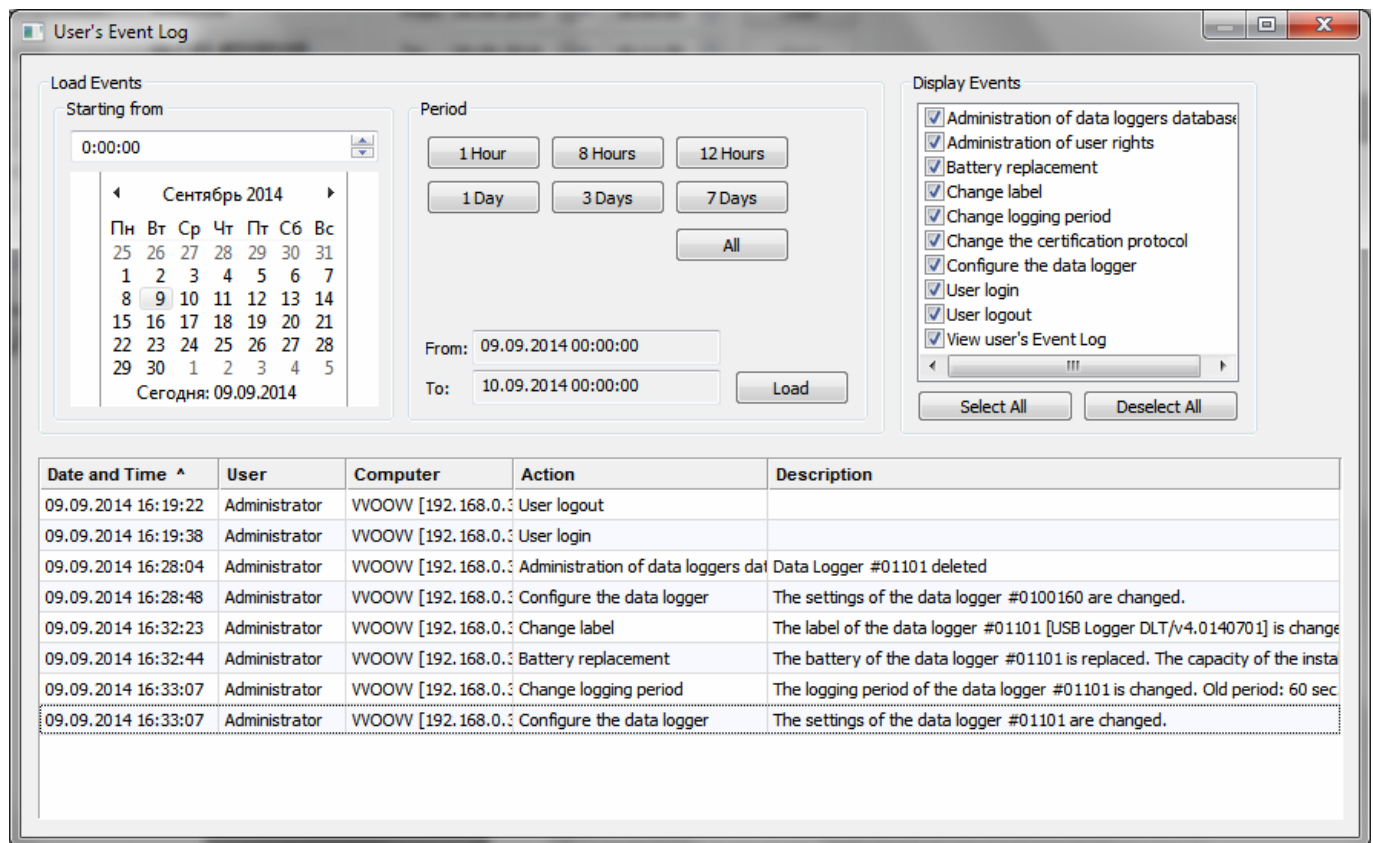 User's Event Log
Load Events
Starting from
0:00:00
Сентябрь 2014
Пн Вт Ср Чт Пт Сб Вс
25 26 27 28 29 30 31
1 2 3 4 5 6 7
8 9 10 11 12 13 14
15 16 17 18 19 20 21
22 23 24 25 26 27 28
29 30 1 2 3 4 5
Сегодня: 09.09.2014
Period
1 Hour 8 Hours 12 Hours
1 Day 3 Days 7 Days
All
From: 09.09.2014 00:00:00
To: 10.09.2014 00:00:00 Load
Display Events
Administration of data loggers database
Administration of user rights
Battery replacement
Change label
Change logging period
Change the certification protocol
Configure the data logger
User login
User logout
View user's Event Log
Select All Deselect All
Date and Time ^ User Computer Action Description
09.09.2014 16:19:22 Administrator VVOOVV [192.168.0.3 User logout
09.09.2014 16:19:38 Administrator VVOOVV [192.168.0.3 User login
09.09.2014 16:28:04 Administrator VVOOVV [192.168.0.3 Administration of data loggers dat Data Logger #01101 deleted
09.09.2014 16:28:48 Administrator VVOOVV [192.168.0.3 Configure the data logger The settings of the data logger #0100160 are changed.
09.09.2014 16:32:23 Administrator VVOOVV [192.168.0.3 Change label The label of the data logger #01101 [USB Logger DLT/v4.0140701] is change
09.09.2014 16:32:44 Administrator VVOOVV [192.168.0.3 Battery replacement The battery of the data logger #01101 is replaced. The capacity of the insta
09.09.2014 16:33:07 Administrator VVOOVV [192.168.0.3 Change logging period The logging period of the data logger #01101 is changed. Old period: 60 sec.
09.09.2014 16:33:07 Administrator VVOOVV [192.168.0.3 Configure the data logger The settings of the data logger #01101 are changed.